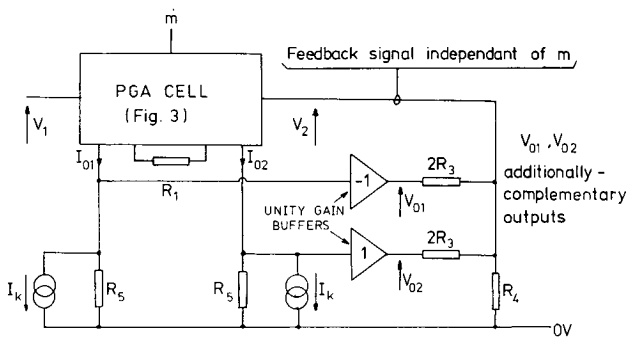 ṁ
Feedback signal independant of m
PGA CELL
(Fig. 3)
V1
V2
I01
I02
R1
UNITY GAIN
BUFFERS
-1
1
2R3
2R3
V01
V02
V01 , V02
additionally-
complementary
outputs
Ik
R5
R5
Ik
R4
0V